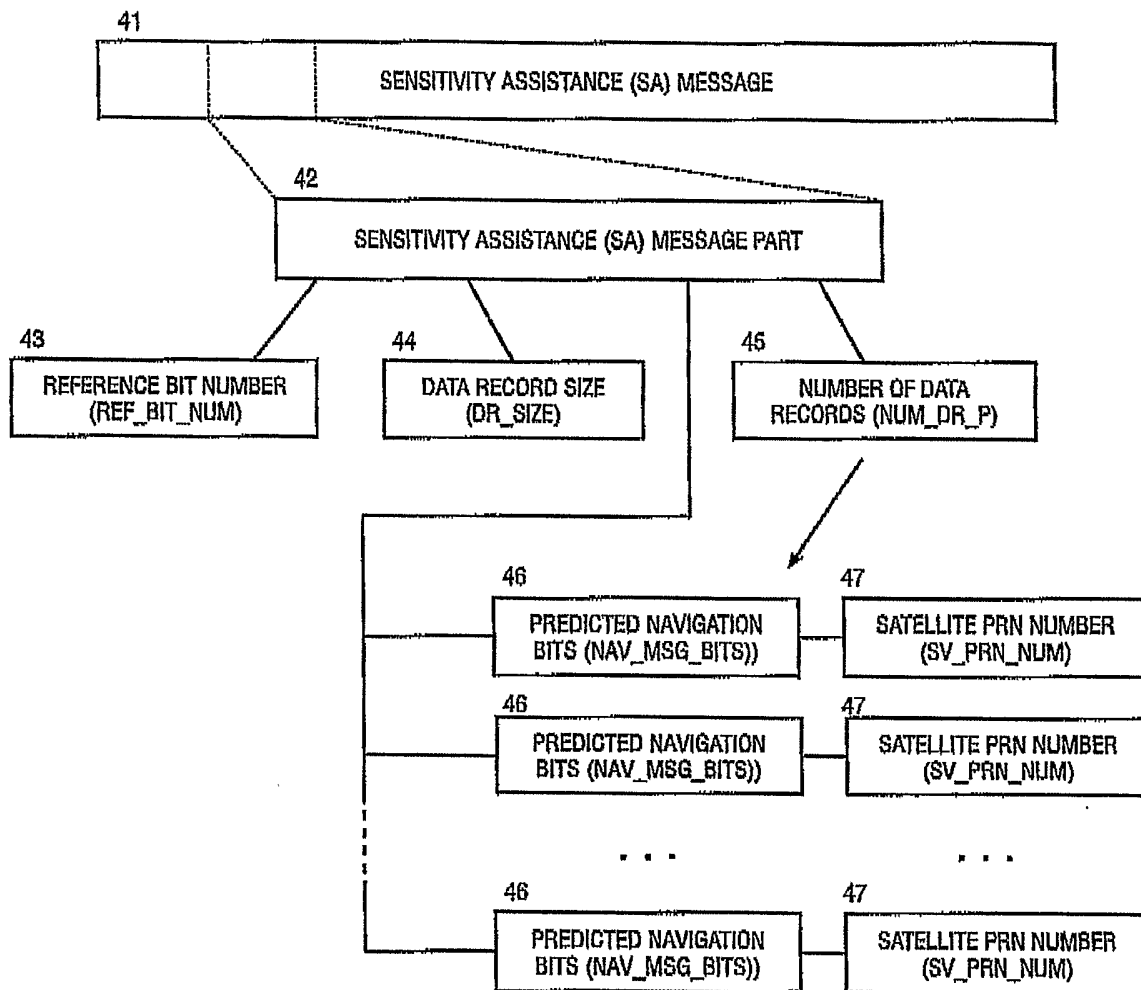 41
SENSITIVITY ASSISTANCE (SA) MESSAGE
42
SENSITIVITY ASSISTANCE (SA) MESSAGE PART
43
REFERENCE BIT NUMBER
(REF_BIT_NUM)
44
DATA RECORD SIZE
(DR_SIZE)
45
NUMBER OF DATA
RECORDS (NUM_DR_P)
46
PREDICTED NAVIGATION
BITS (NAV_MSG_BITS))
47
SATELLITE PRN NUMBER
(SV_PRN_NUM)
46
PREDICTED NAVIGATION
BITS (NAV_MSG_BITS))
47
SATELLITE PRN NUMBER
(SV_PRN_NUM)
. . .
. . .
46
PREDICTED NAVIGATION
BITS (NAV_MSG_BITS))
47
SATELLITE PRN NUMBER
(SV_PRN_NUM)